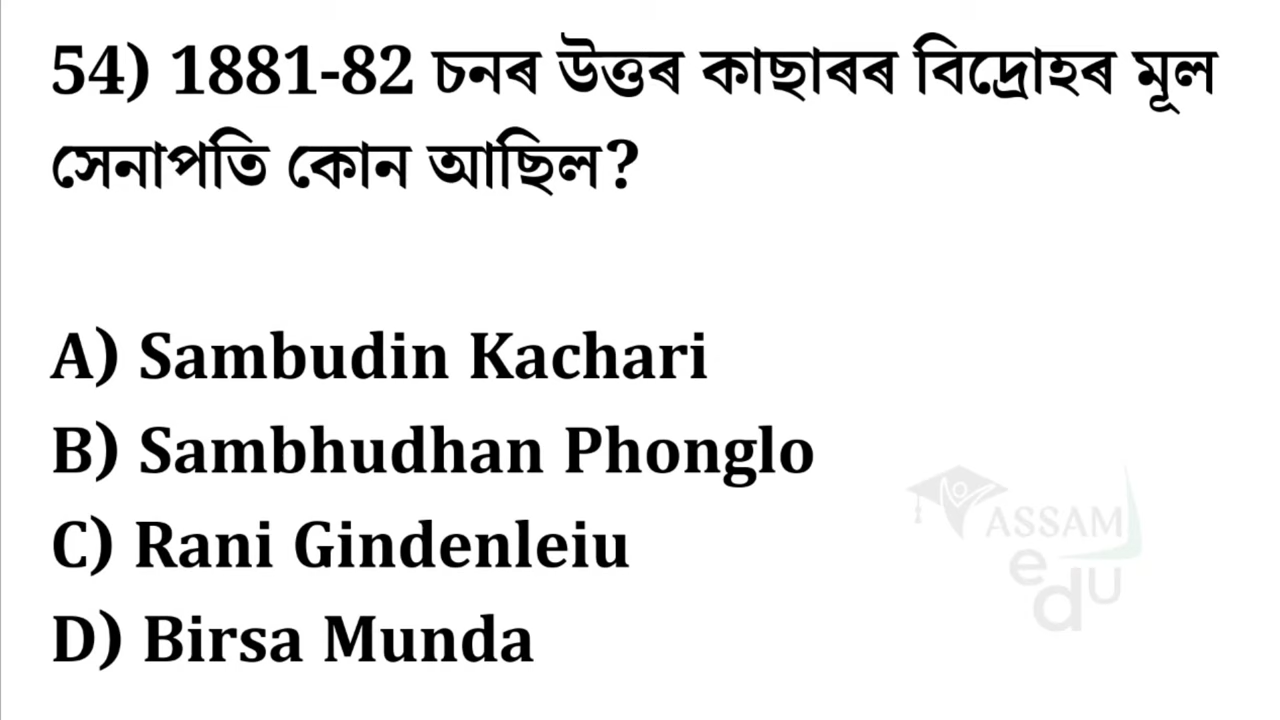 54) 1881-82 চনৰ উত্তৰ কাছাৰৰ বিদ্ৰোহৰ মূল
সেনাপতি কোন আছিল?
A) Sambudin Kachari
B) Sambhudhan Phonglo
C) Rani Gindenleiu
D) Birsa Munda
ASSAM
edu